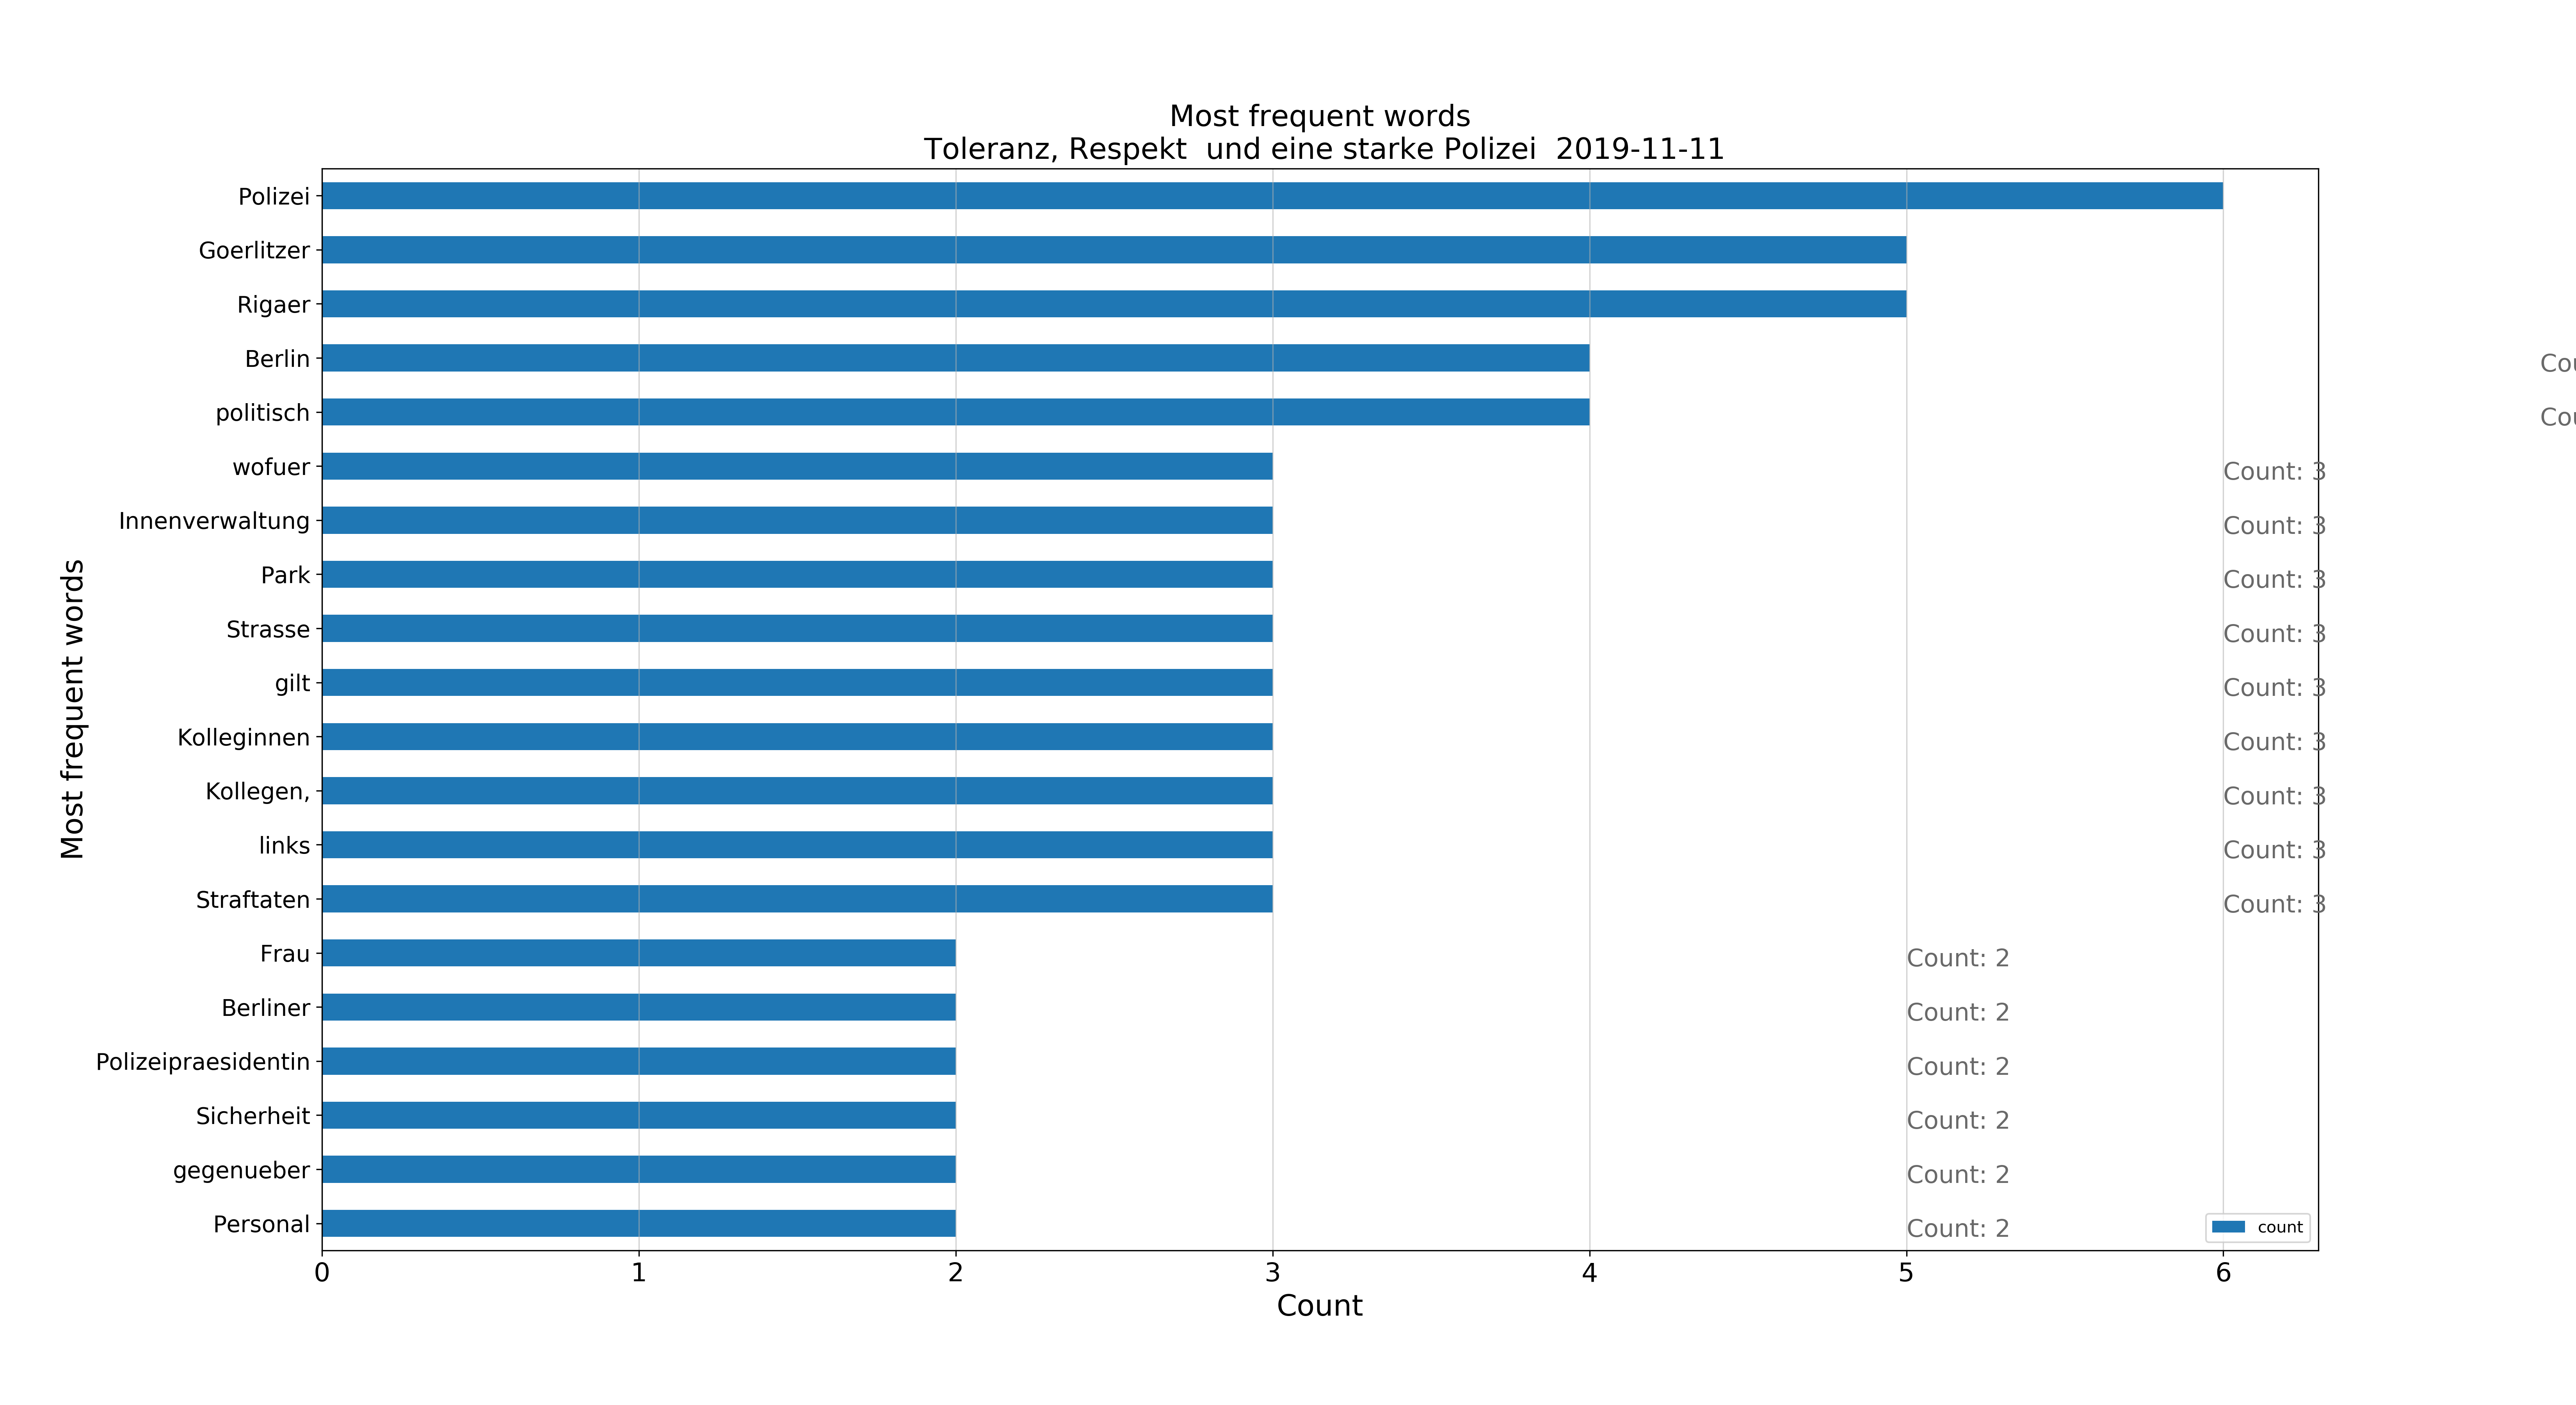 Most frequent words
Toleranz, Respekt  und eine starke Polizei  2019-11-11
Polizei
Goerlitzer
Rigaer
Berlin
Cou
politisch
Cou
wofuer
Count: 3
Innenverwaltung
Count: 3
Park
Count: 3
Strasse
Count: 3
gilt
Count: 3
Kolleginnen
Count: 3
Kollegen,
Count: 3
links
Count: 3
Straftaten
Count: 3
Frau
Count: 2
Berliner
Count: 2
Polizeipraesidentin
Count: 2
Sicherheit
Count: 2
gegenueber
Count: 2
Personal
Count: 2
count
Most frequent words
0 1 2 3 4 5 6
Count